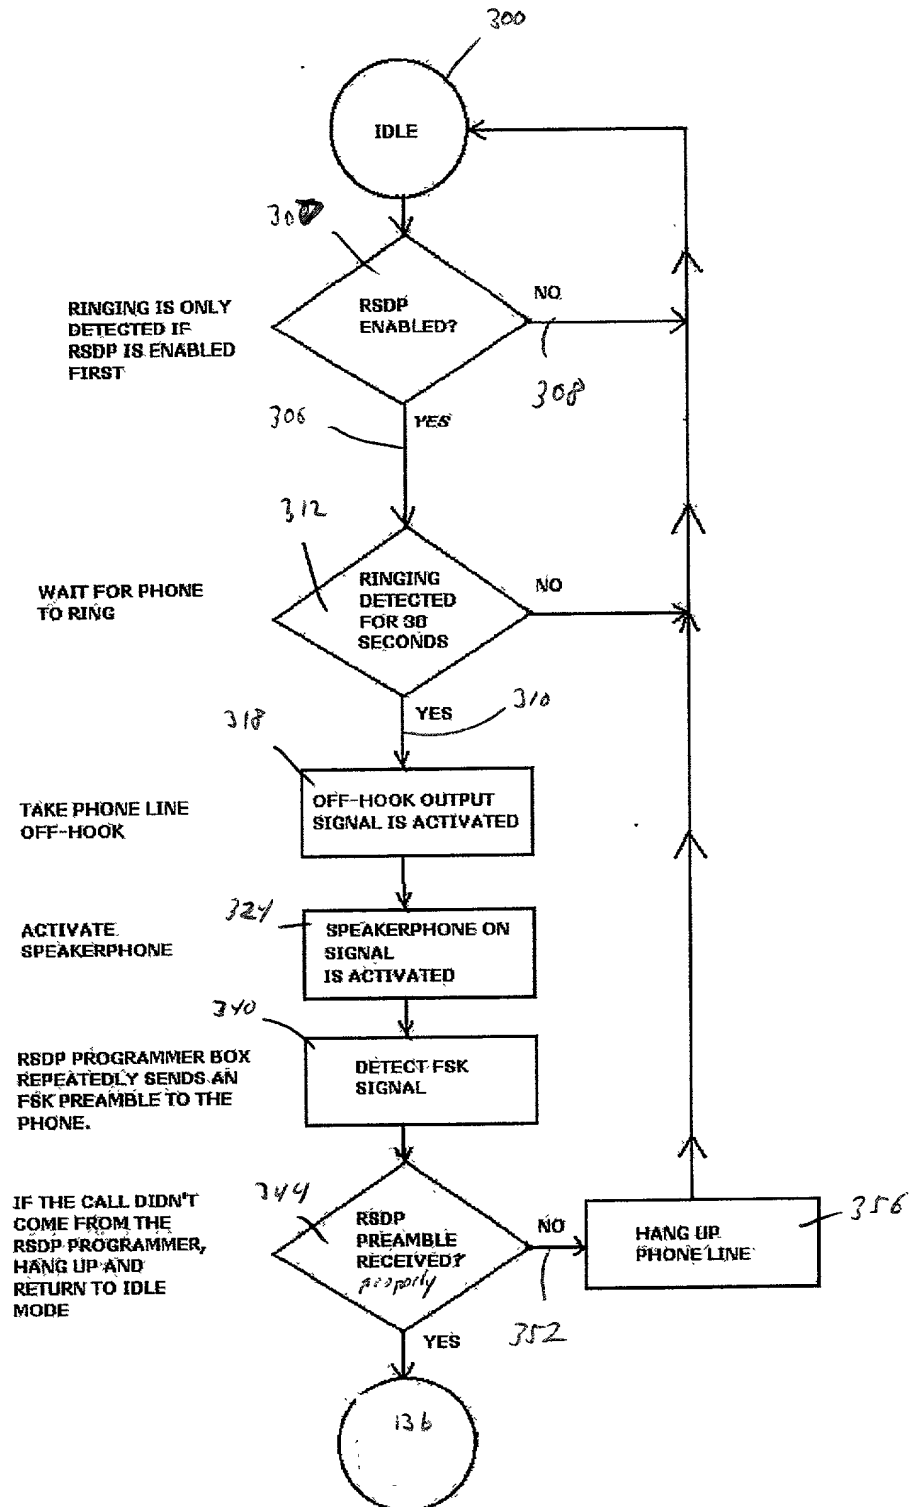 300
IDLE
RINGING IS ONLY
DETECTED IF
RSDP IS ENABLED
FIRST
RSDP
ENABLED?
NO
308
306
YES
312
WAIT FOR PHONE
TO RING
RINGING
DETECTED
FOR 30
SECONDS
NO
YES
310
318
TAKE PHONE LINE
OFF-HOOK
OFF-HOOK OUTPUT
SIGNAL IS ACTIVATED
324
ACTIVATE
SPEAKERPHONE
SPEAKERPHONE ON
SIGNAL
IS ACTIVATED
340
RSDP PROGRAMMER BOX
REPEATEDLY SENDS AN
FSK PREAMBLE TO THE
PHONE.
DETECT FSK
SIGNAL
344
IF THE CALL DIDN'T
COME FROM THE
RSDP PROGRAMMER,
HANG UP AND
RETURN TO IDLE
MODE
RSDP
PREAMBLE
RECEIVED?
properly
NO
352
HANG UP
PHONE LINE
356
YES
136